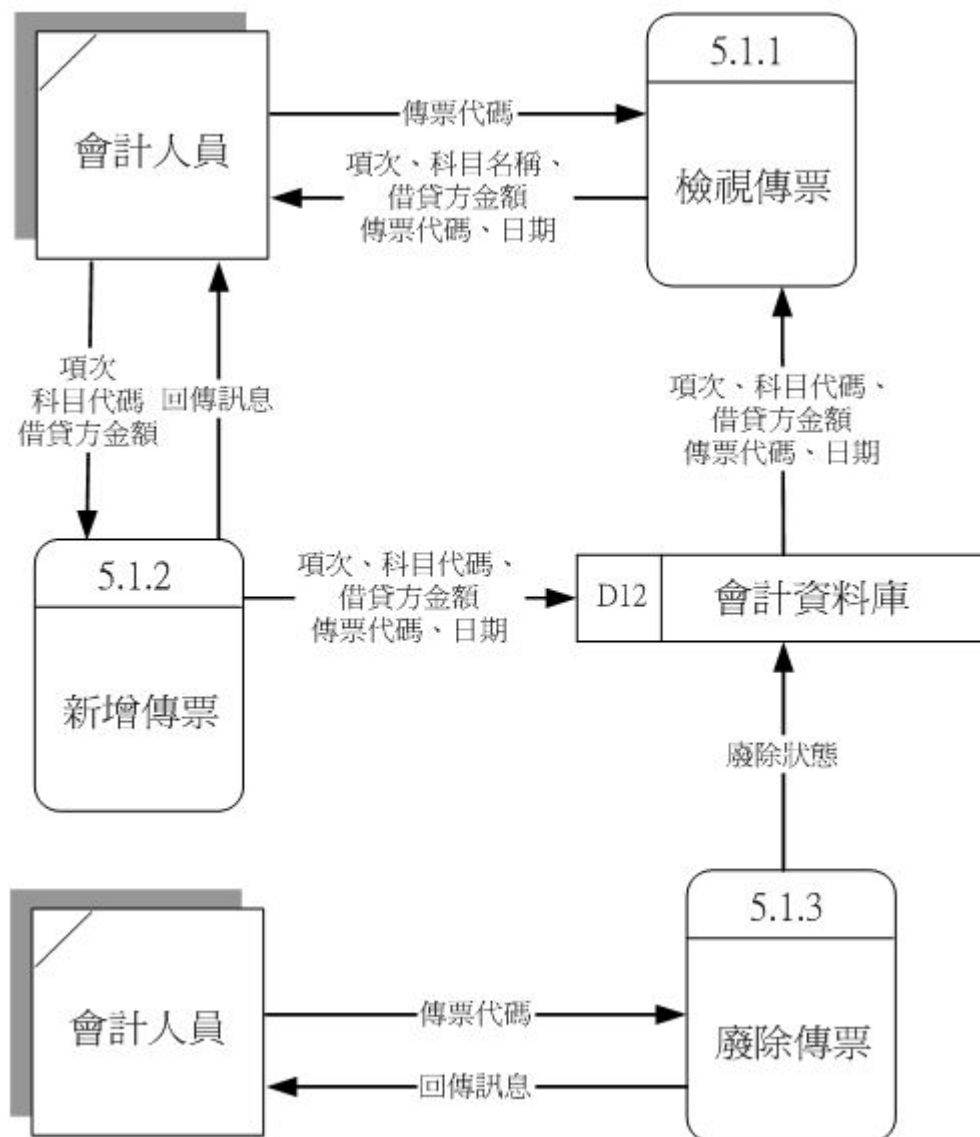 會計人員
5.1.1
檢視傳票
傳票代碼
項次、科目名稱、
借貸方金額
傳票代碼、日期
項次
科目代碼
借貸方金額
回傳訊息
項次、科目代碼、
借貸方金額
傳票代碼、日期
5.1.2
新增傳票
項次、科目代碼、
借貸方金額
傳票代碼、日期
D12
會計資料庫
廢除狀態
5.1.3
廢除傳票
會計人員
傳票代碼
回傳訊息